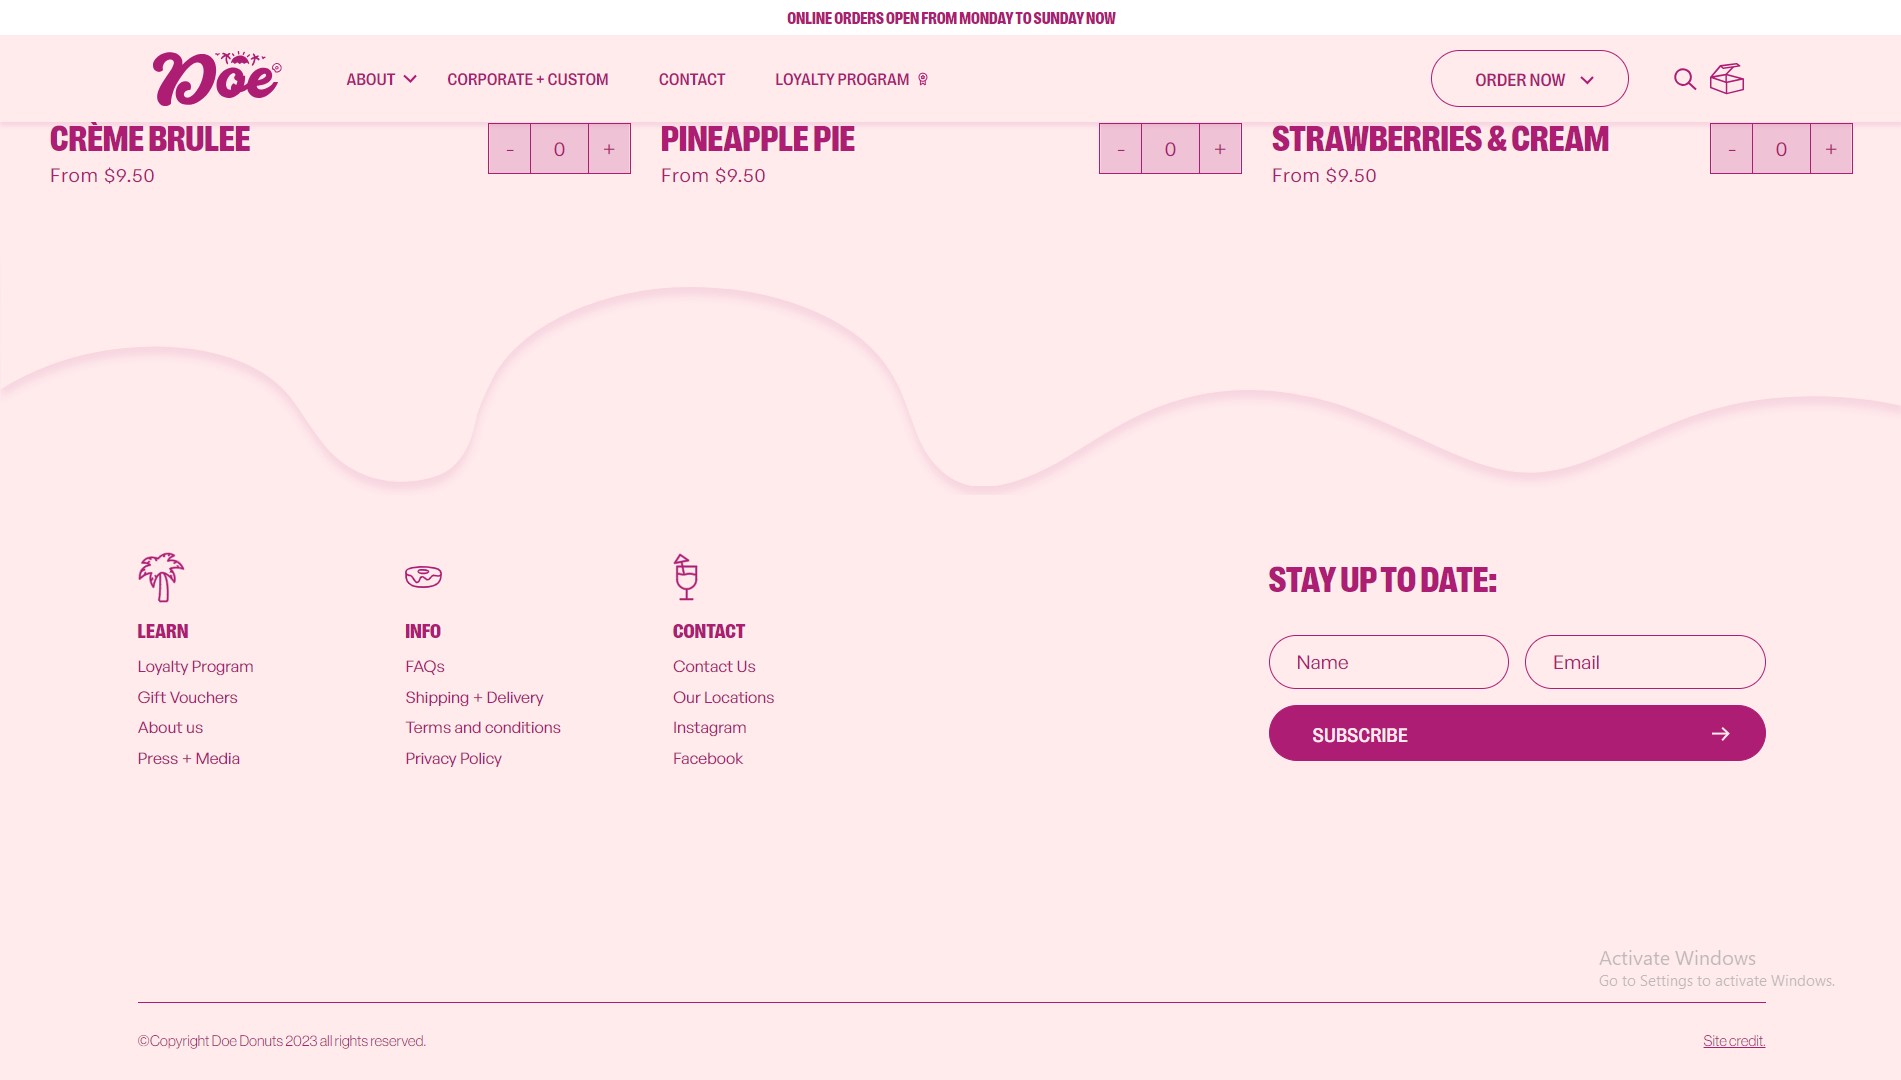 ONLINE ORDERS OPEN FROM MONDAY TO SUNDAY NOW
Doe
ABOUT
CORPORATE + CUSTOM
CONTACT
LOYALTY PROGRAM
ORDER NOW
CRÈME BRULEE
- 0 +
From $9.50
PINEAPPLE PIE
- 0 +
From $9.50
STRAWBERRIES & CREAM
- 0 +
From $9.50
LEARN
Loyalty Program
Gift Vouchers
About us
Press + Media
INFO
FAQs
Shipping + Delivery
Terms and conditions
Privacy Policy
CONTACT
Contact Us
Our Locations
Instagram
Facebook
STAY UP TO DATE:
Name
Email
SUBSCRIBE
Activate Windows
Go to Settings to activate Windows.
©Copyright Doe Donuts 2023 all rights reserved.
Site credit.